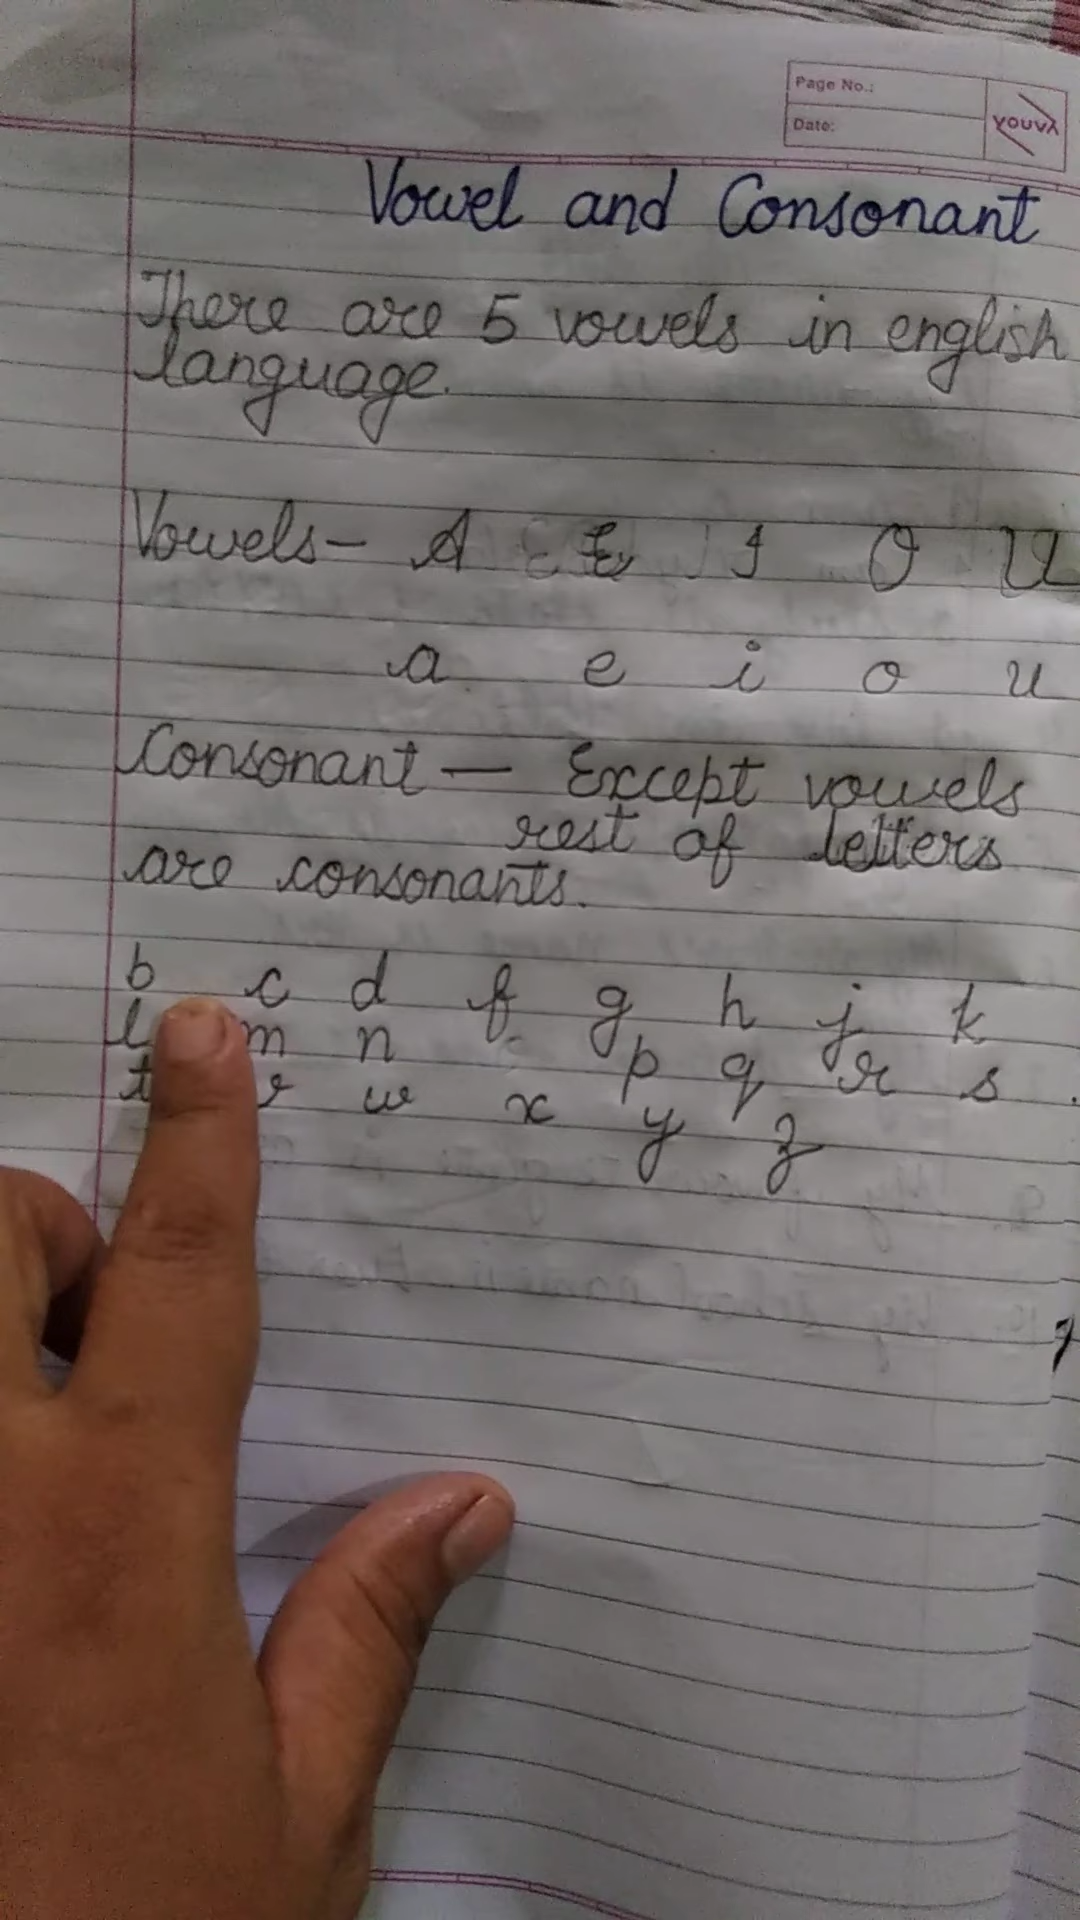 Page No.:
Date:
YOUVA
Vowel and Consonant
There are 5 vowels in english
language.
Vowels- A E I O U
a e i o u
Consonant — Except vowels
rest of letters
are consonants.
b c d f g h j k
l m n p q r s
t v w x y z